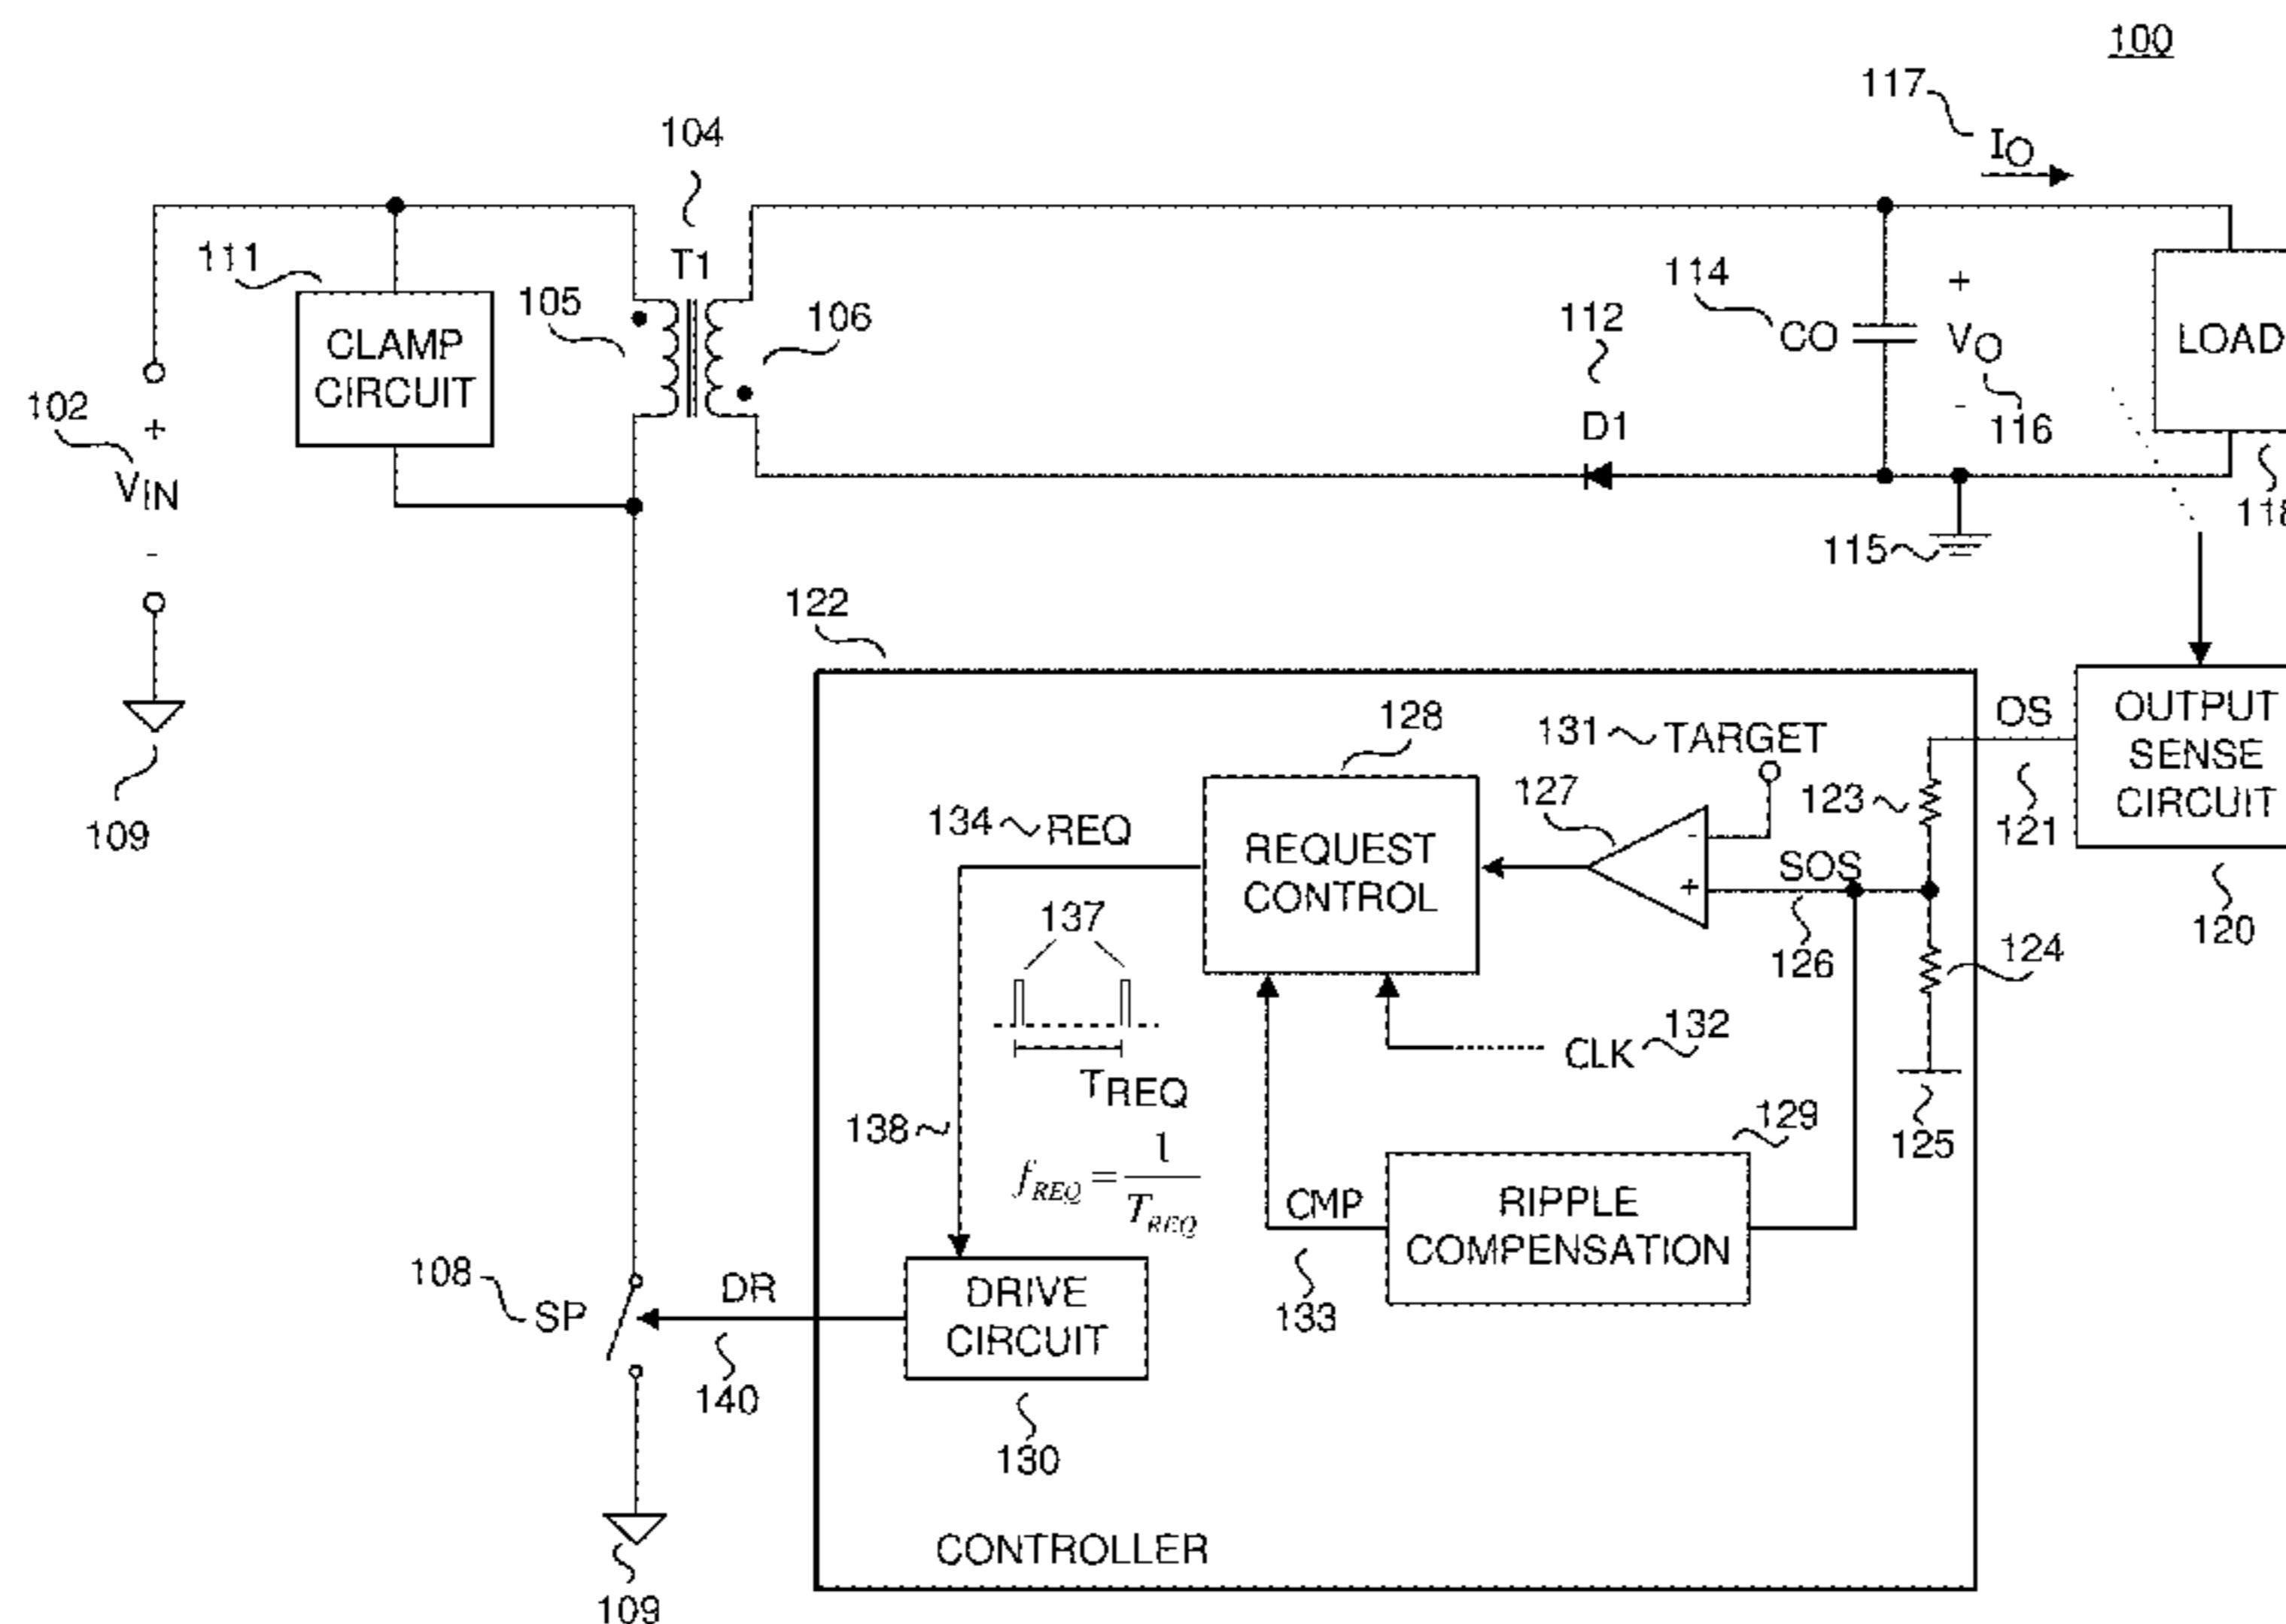 100
117
IO
104
T1
111
CLAMP
CIRCUIT
105
106
102
+
VIN
-
109
112
D1
114
CO
+
VO
-
116
LOAD
118
115
122
OUTPUT
SENSE
CIRCUIT
120
OS
121
123
124
125
131 TARGET
127
-
+
SOS
126
128
REQUEST
CONTROL
134 REQ
137
TREQ
fREQ = 1/TREQ
138
CLK 132
129
RIPPLE
COMPENSATION
CMP
133
DRIVE
CIRCUIT
130
DR
140
108
SP
109
CONTROLLER